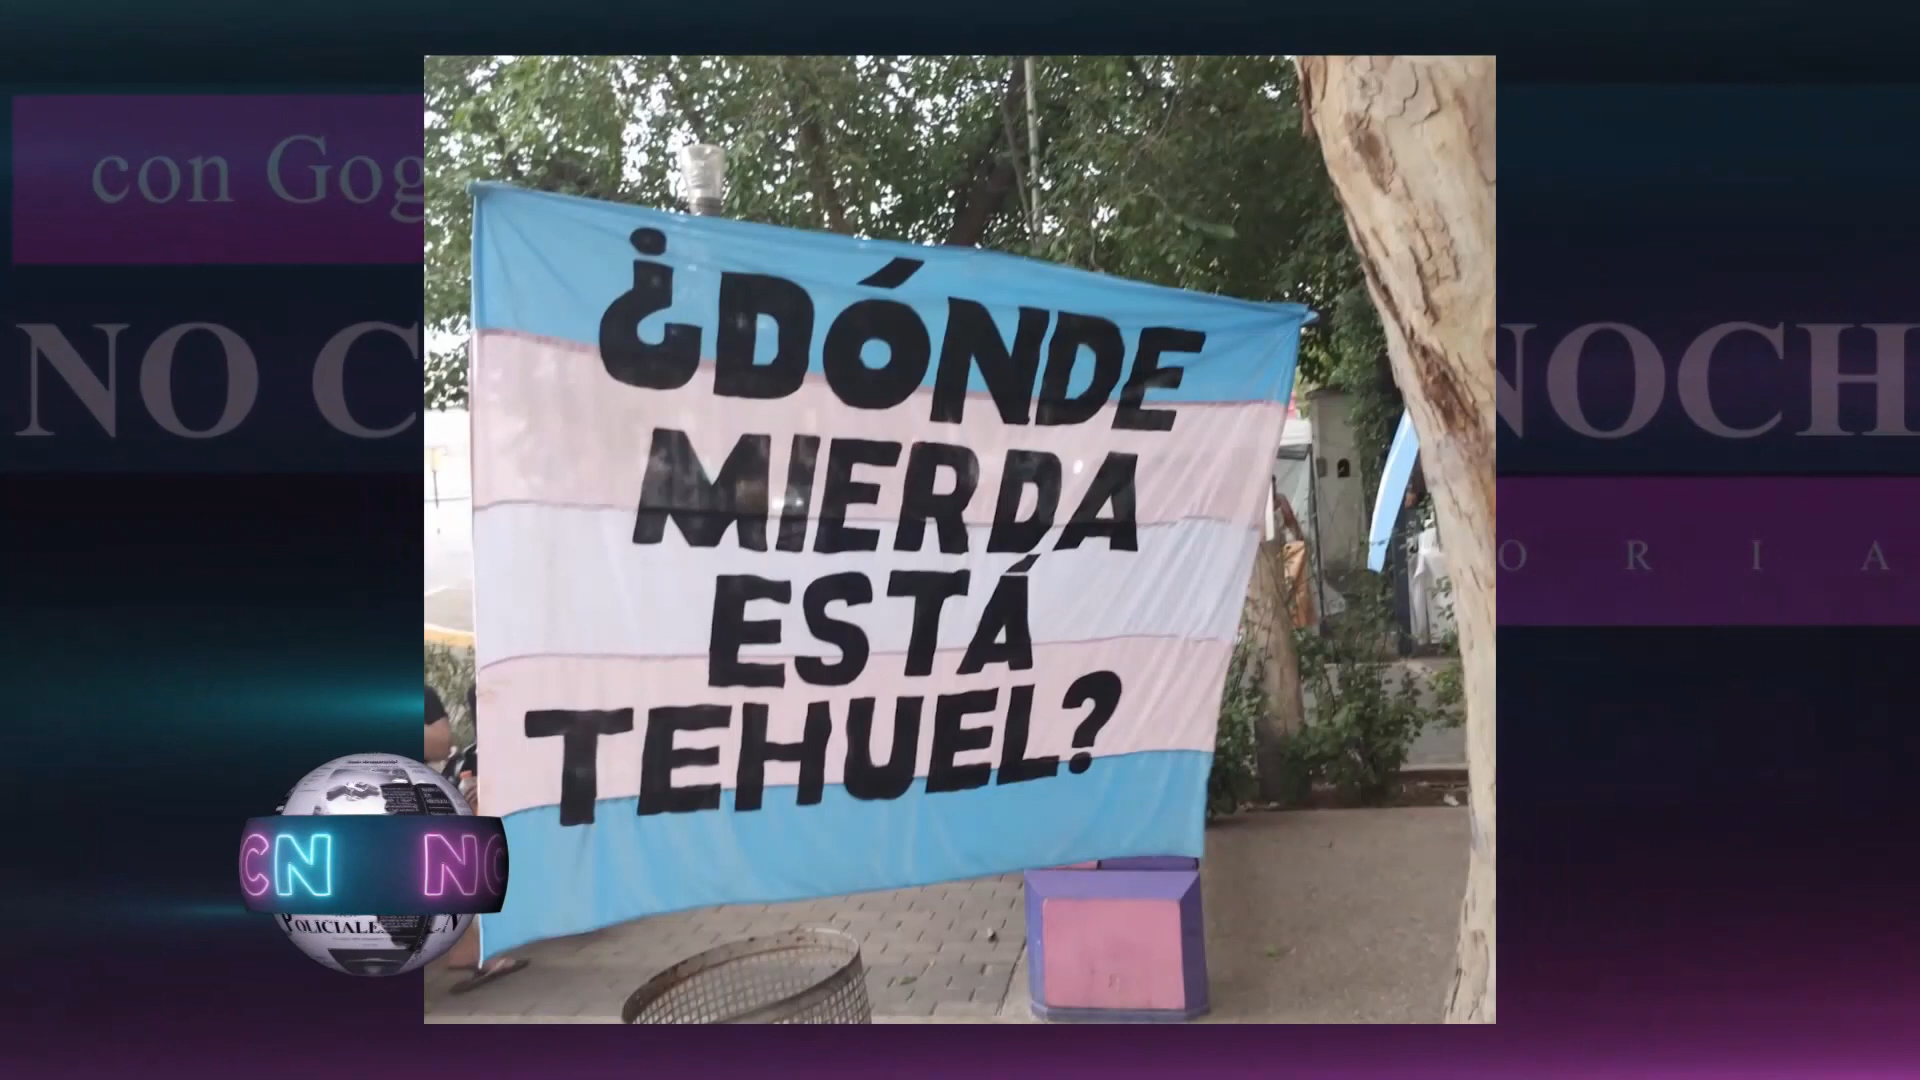 con Gog
NO C
NOCH
O R I A
¿DÓNDE
MIERDA
ESTÁ
TEHUEL?
CN NO
POLICIALES